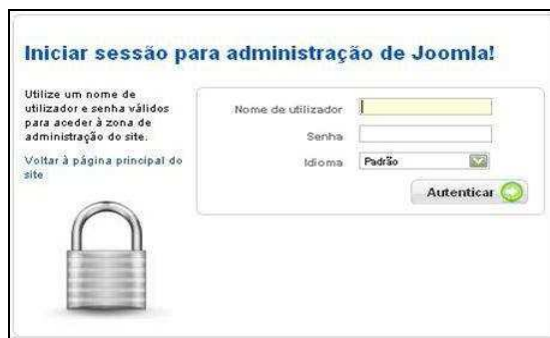 Iniciar sessão para administração de Joomla!
Utilize um nome de
utilizador e senha válidos
para aceder à zona de
administração do site.
Voltar à página principal do
site
Nome de utilizador
Senha
Idioma Padrão
Autenticar